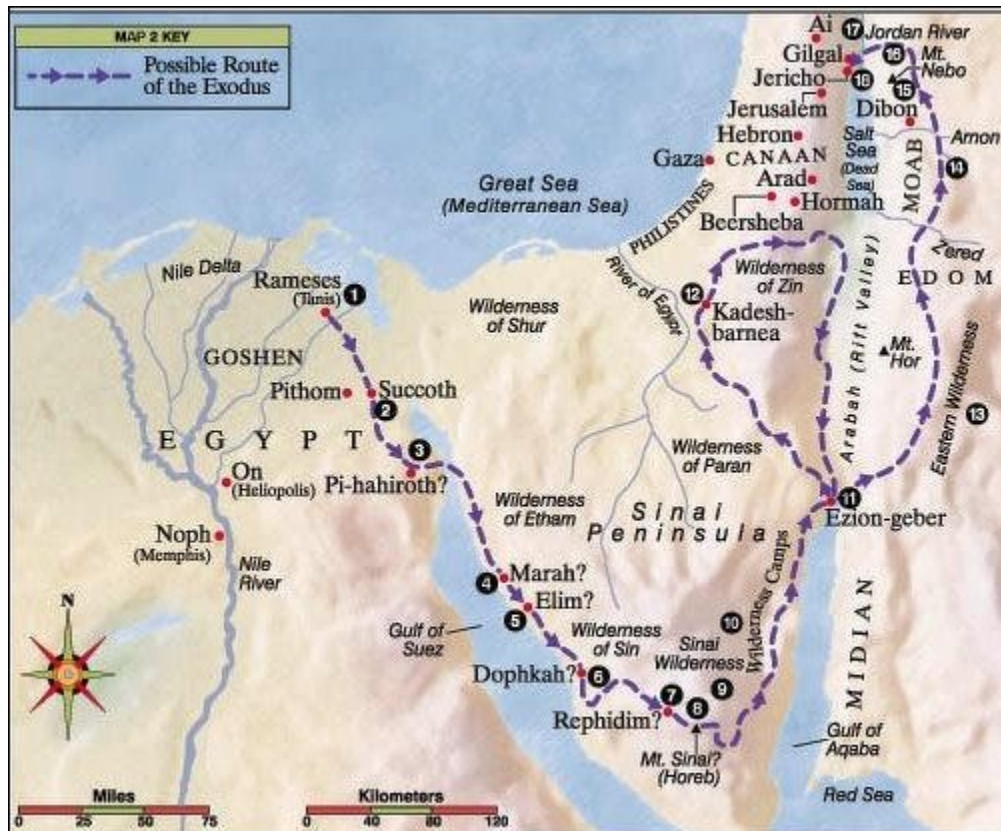 MAP 2 KEY
Possible Route
of the Exodus
Ai
17
Jordan River
Gilgal
16
Mt.
Nebo
Jericho
18
15
Jerusalem
Dibon
Hebron
Salt
Sea
(Dead
Sea)
Arnon
Gaza
CANAAN
MOAB
14
Great Sea
(Mediterranean Sea)
Arad
Hormah
Beersheba
PHILISTINES
Zered
EDOM
Nile Delta
Rameses
(Tanis)
1
River of Egypt
Wilderness
of Zin
12
Kadesh-
barnea
Wilderness
of Shur
Arabah (Rift Valley)
Mt.
Hor
GOSHEN
Pithom
Succoth
2
Eastern Wilderness
13
EGYPT
3
Pi-hahiroth?
On
(Heliopolis)
Wilderness
of Paran
Wilderness
of Etham
Sinai
Peninsula
11
Ezion-geber
Noph
(Memphis)
Nile
River
4
Marah?
5
Elim?
Gulf of
Suez
Wilderness
of Sin
10
Sinai
Wilderness
Wilderness Camps
MIDIAN
N
Dophkah?
6
7
8
9
Rephidim?
Mt. Sinai?
(Horeb)
Gulf of
Aqaba
Red Sea
Miles
0 25 50 75
Kilometers
0 40 80 120